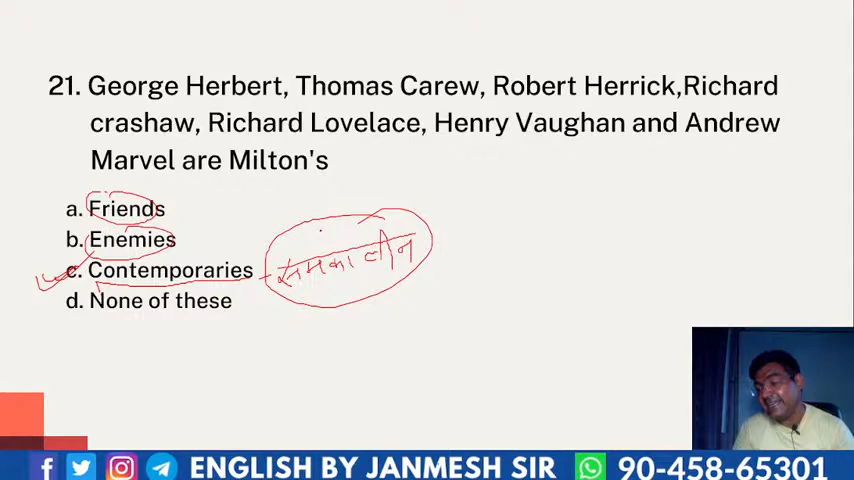 21. George Herbert, Thomas Carew, Robert Herrick,Richard
crashaw, Richard Lovelace, Henry Vaughan and Andrew
Marvel are Milton's
a. Friends
b. Enemies
c. Contemporaries
समकालीन
d. None of these
ENGLISH BY JANMESH SIR 90-458-65301